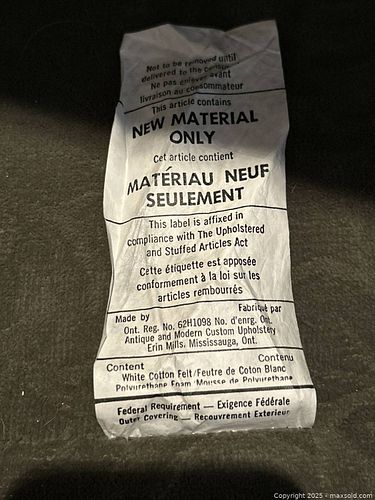 Not to be removed until
delivered to the consumer
Ne pas enlever avant
livraison au consommateur
This article contains
NEW MATERIAL
ONLY
Cet article contient
MATÉRIAU NEUF
SEULEMENT
This label is affixed in
compliance with The Upholstered
and Stuffed Articles Act
Cette étiquette est apposée
conformement à la loi sur les
articles rembourrés
Made by Fabriqué par
Ont. Reg. No. 62H1098 No. d'enrg. Ont.
Antique and Modern Custom Upholstery
Erin Mills, Mississauga, Ont.
Content Contenu
White Cotton Felt/Feutre de Coton Blanc
Polyurethane Foam/Mousse de Polyurethane
Federal Requirement — Exigence Fédérale
Outer Covering — Recouvrement Exterieur
Copyright 2025 - maxsold.com